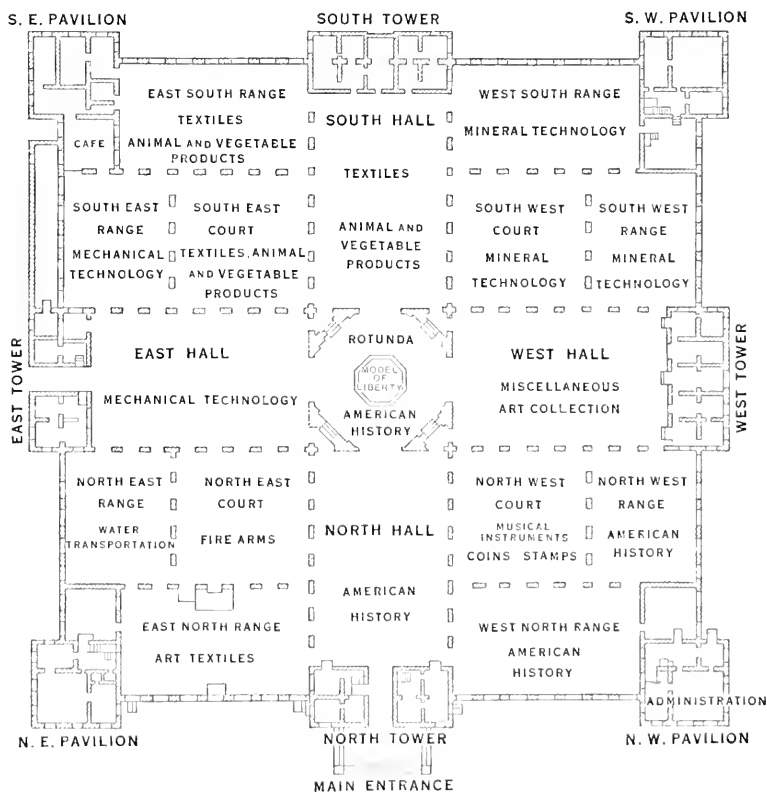 S. E. PAVILION
SOUTH TOWER
S. W. PAVILION
EAST SOUTH RANGE
TEXTILES
ANIMAL AND VEGETABLE
PRODUCTS
CAFE
SOUTH HALL
TEXTILES
ANIMAL AND
VEGETABLE
PRODUCTS
WEST SOUTH RANGE
MINERAL TECHNOLOGY
SOUTH EAST
RANGE
MECHANICAL
TECHNOLOGY
SOUTH EAST
COURT
TEXTILES, ANIMAL
AND VEGETABLE
PRODUCTS
SOUTH WEST
COURT
MINERAL
TECHNOLOGY
SOUTH WEST
RANGE
MINERAL
TECHNOLOGY
EAST TOWER
EAST HALL
MECHANICAL TECHNOLOGY
ROTUNDA
MODEL
OF
LIBERTY
AMERICAN
HISTORY
WEST HALL
MISCELLANEOUS
ART COLLECTION
WEST TOWER
NORTH EAST
RANGE
WATER
TRANSPORTATION
NORTH EAST
COURT
FIRE ARMS
NORTH HALL
AMERICAN
HISTORY
NORTH WEST
COURT
MUSICAL
INSTRUMENTS
COINS STAMPS
NORTH WEST
RANGE
AMERICAN
HISTORY
EAST NORTH RANGE
ART TEXTILES
WEST NORTH RANGE
AMERICAN
HISTORY
ADMINISTRATION
N. E. PAVILION
NORTH TOWER
N. W. PAVILION
MAIN ENTRANCE